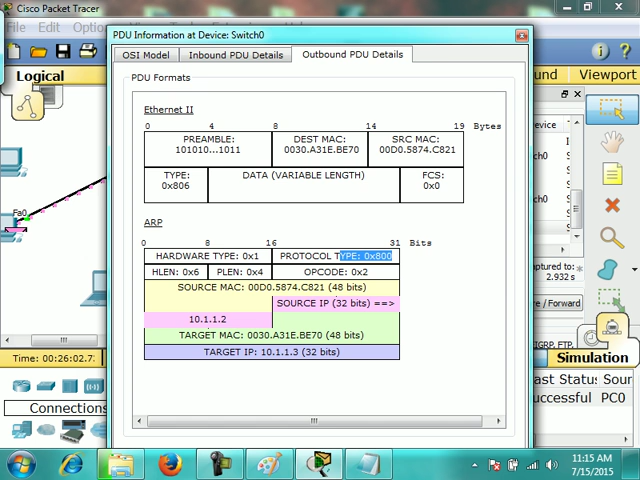 Cisco Packet Tracer
File Edit
Logical
PDU Information at Device: Switch0
OSI Model Inbound PDU Details Outbound PDU Details
PDU Formats
Ethernet II
0 4 8 14 19 Bytes
PREAMBLE: DEST MAC: SRC MAC:
101010...1011 0030.A31E.BE70 00D0.5874.C821
TYPE: DATA (VARIABLE LENGTH) FCS:
0x806 0x0
ARP
0 8 16 31 Bits
HARDWARE TYPE: 0x1 PROTOCOL TYPE: 0x800
HLEN: 0x6 PLEN: 0x4 OPCODE: 0x2
SOURCE MAC: 00D0.5874.C821 (48 bits)
SOURCE IP (32 bits) ==>
10.1.1.2
TARGET MAC: 0030.A31E.BE70 (48 bits)
TARGET IP: 10.1.1.3 (32 bits)
Fa0
Time: 00:26:02.7
Connections
und Viewport
evice
ch0
ch0
ptured to:
2.932 s
e / Forward
IGRP, FTP,
Simulation
ast Status Sour
uccessful PC0
11:15 AM
7/15/2015